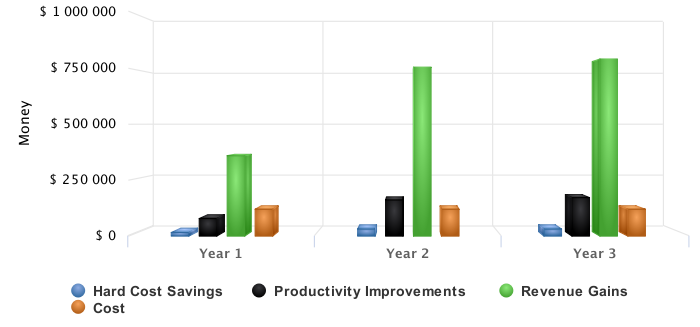 $ 1 000 000
$ 750 000
$ 500 000
$ 250 000
$ 0
Money
Year 1
Year 2
Year 3
Hard Cost Savings
Productivity Improvements
Revenue Gains
Cost